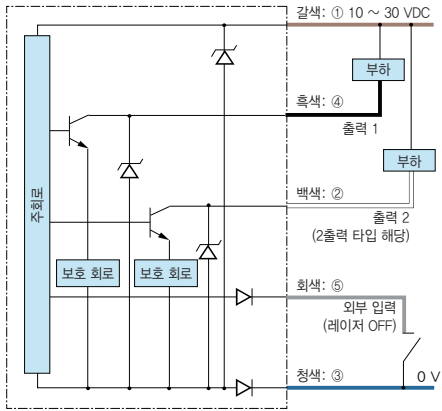 갈색: ① 10 ~ 30 VDC
부하
흑색: ④
출력 1
부하
백색: ②
출력 2
(2출력 타입 해당)
주회로
보호 회로
보호 회로
회색: ⑤
외부 입력
(레이저 OFF)
청색: ③
0 V